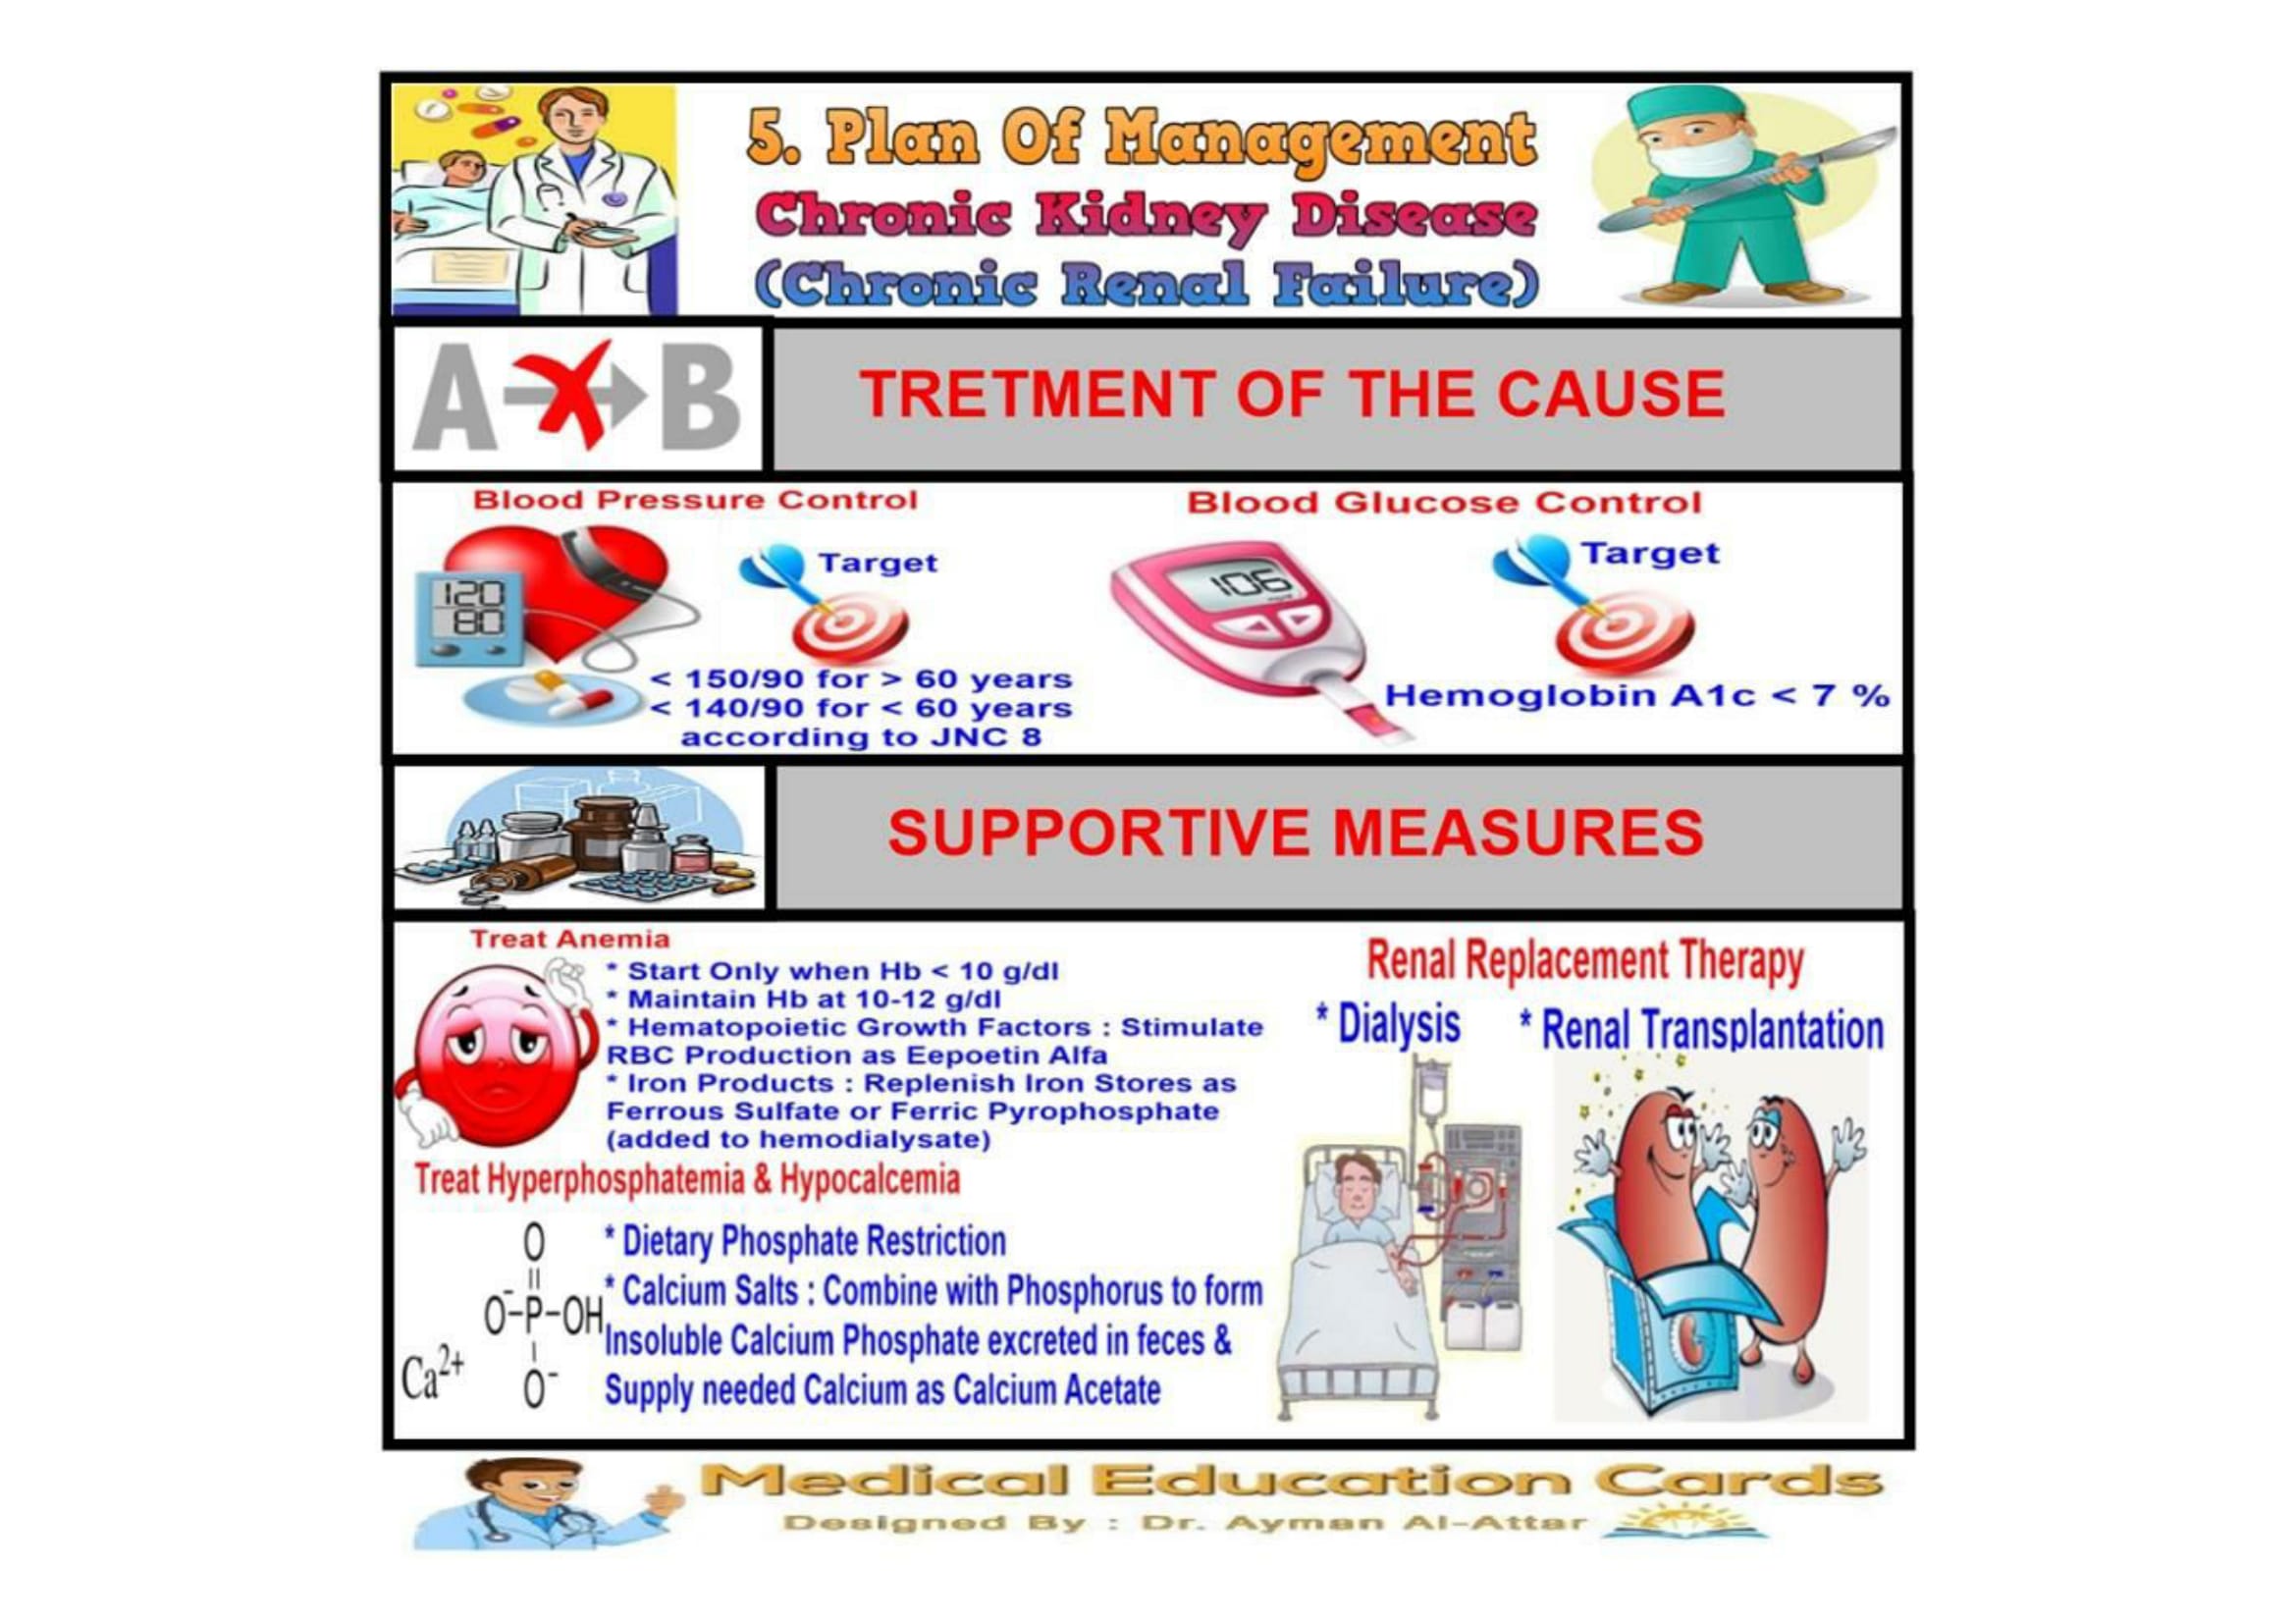 5. Plan Of Management
Chronic Kidney Disease
(Chronic Renal Failure)
A B
TRETMENT OF THE CAUSE
Blood Pressure Control
120
80
Target
< 150/90 for > 60 years
< 140/90 for < 60 years
according to JNC 8
Blood Glucose Control
106
Target
Hemoglobin A1c < 7 %
SUPPORTIVE MEASURES
Treat Anemia
* Start Only when Hb < 10 g/dl
* Maintain Hb at 10-12 g/dl
* Hematopoietic Growth Factors : Stimulate
RBC Production as Eepoetin Alfa
* Iron Products : Replenish Iron Stores as
Ferrous Sulfate or Ferric Pyrophosphate
(added to hemodialysate)
Treat Hyperphosphatemia & Hypocalcemia
O
O⁻-P-OH
O⁻
Ca²⁺
* Dietary Phosphate Restriction
* Calcium Salts : Combine with Phosphorus to form
Insoluble Calcium Phosphate excreted in feces &
Supply needed Calcium as Calcium Acetate
Renal Replacement Therapy
* Dialysis * Renal Transplantation
Medical Education Cards
Designed By : Dr. Ayman Al-Attar